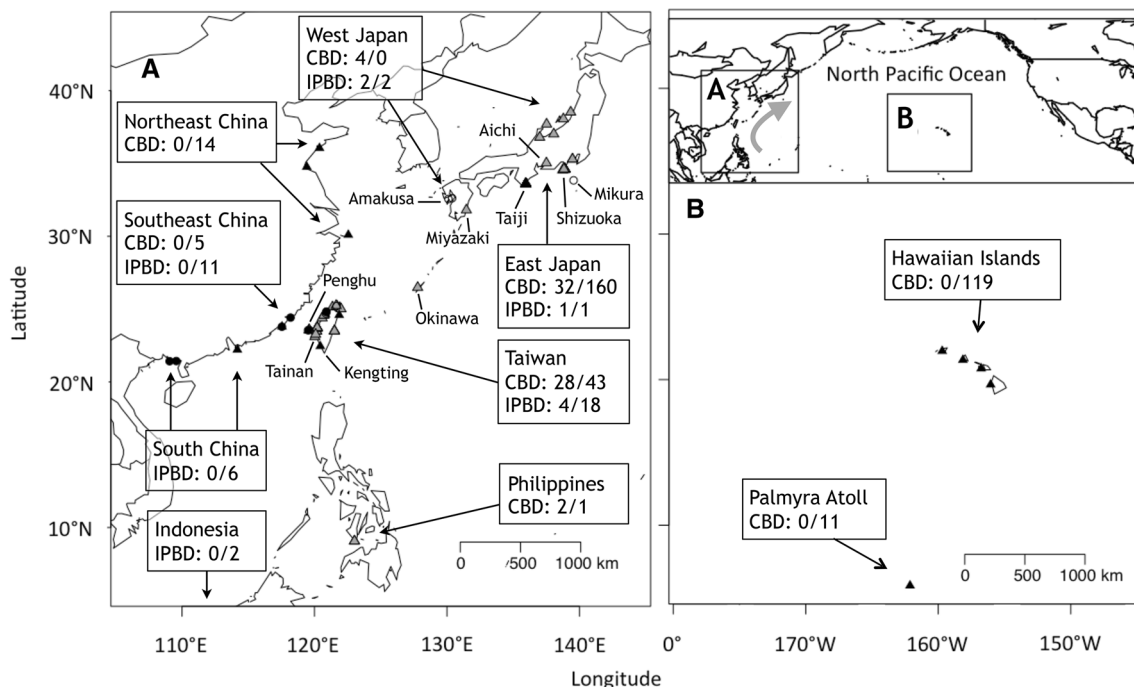 A
West Japan
CBD: 4/0
IPBD: 2/2
Northeast China
CBD: 0/14
Southeast China
CBD: 0/5
IPBD: 0/11
Aichi
Amakusa
Miyazaki
Taiji
Shizuoka
Mikura
East Japan
CBD: 32/160
IPBD: 1/1
Penghu
Okinawa
Tainan
Kengting
Taiwan
CBD: 28/43
IPBD: 4/18
South China
IPBD: 0/6
Philippines
CBD: 2/1
Indonesia
IPBD: 0/2
0 500 1000 km
40°N
30°N
20°N
10°N
Latitude
110°E 120°E 130°E 140°E
North Pacific Ocean
A
B
B
Hawaiian Islands
CBD: 0/119
Palmyra Atoll
CBD: 0/11
0 500 1000 km
0° 170°W 160°W 150°W
Longitude